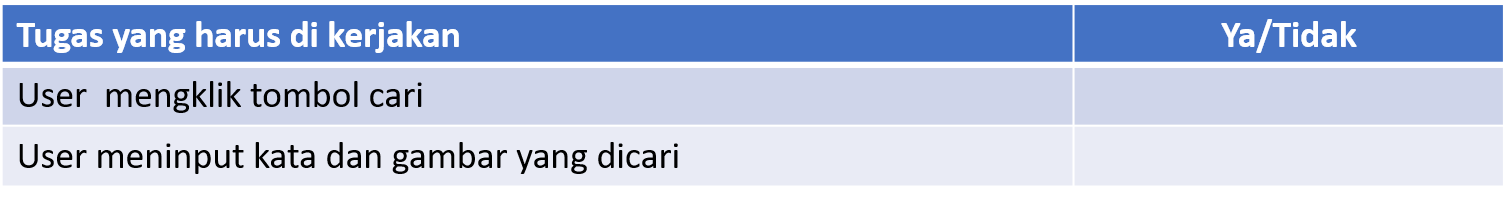 Tugas yang harus di kerjakan Ya/Tidak
User  mengklik tombol cari
User meninput kata dan gambar yang dicari